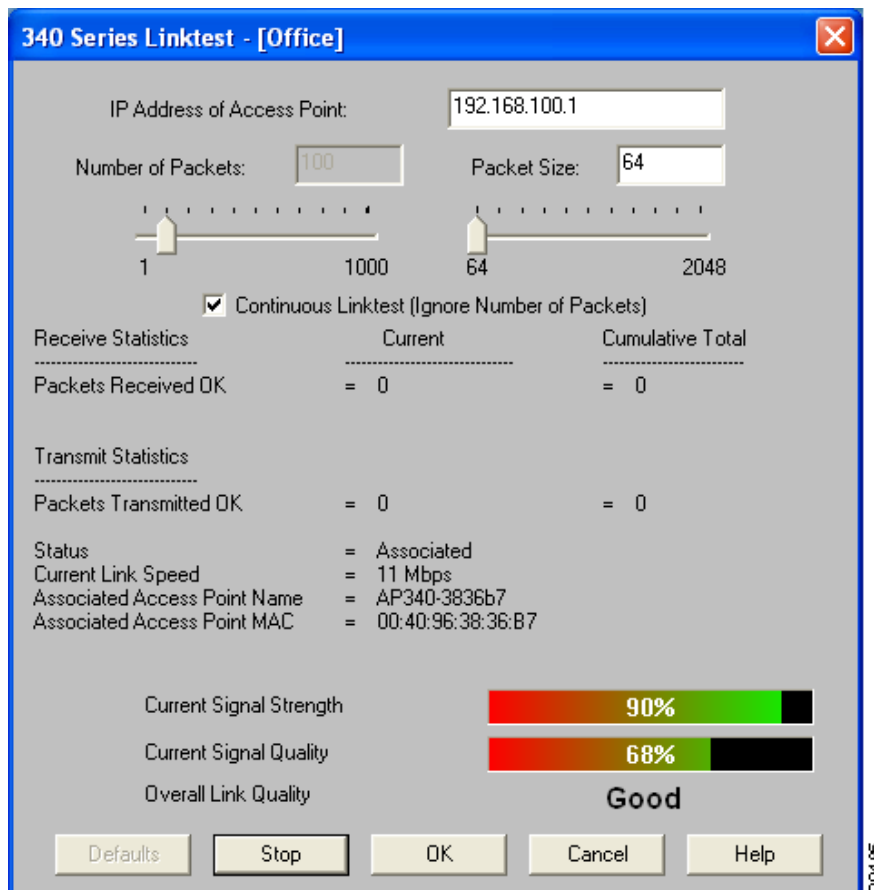 340 Series Linktest - [Office]
IP Address of Access Point: 192.168.100.1
Number of Packets: 100 Packet Size: 64
1 1000 64 2048
Continuous Linktest (Ignore Number of Packets)
Receive Statistics Current Cumulative Total
Packets Received OK = 0 = 0
Transmit Statistics
Packets Transmitted OK = 0 = 0
Status = Associated
Current Link Speed = 11 Mbps
Associated Access Point Name = AP340-3836b7
Associated Access Point MAC = 00:40:96:38:36:B7
Current Signal Strength 90%
Current Signal Quality 68%
Overall Link Quality Good
Defaults Stop OK Cancel Help